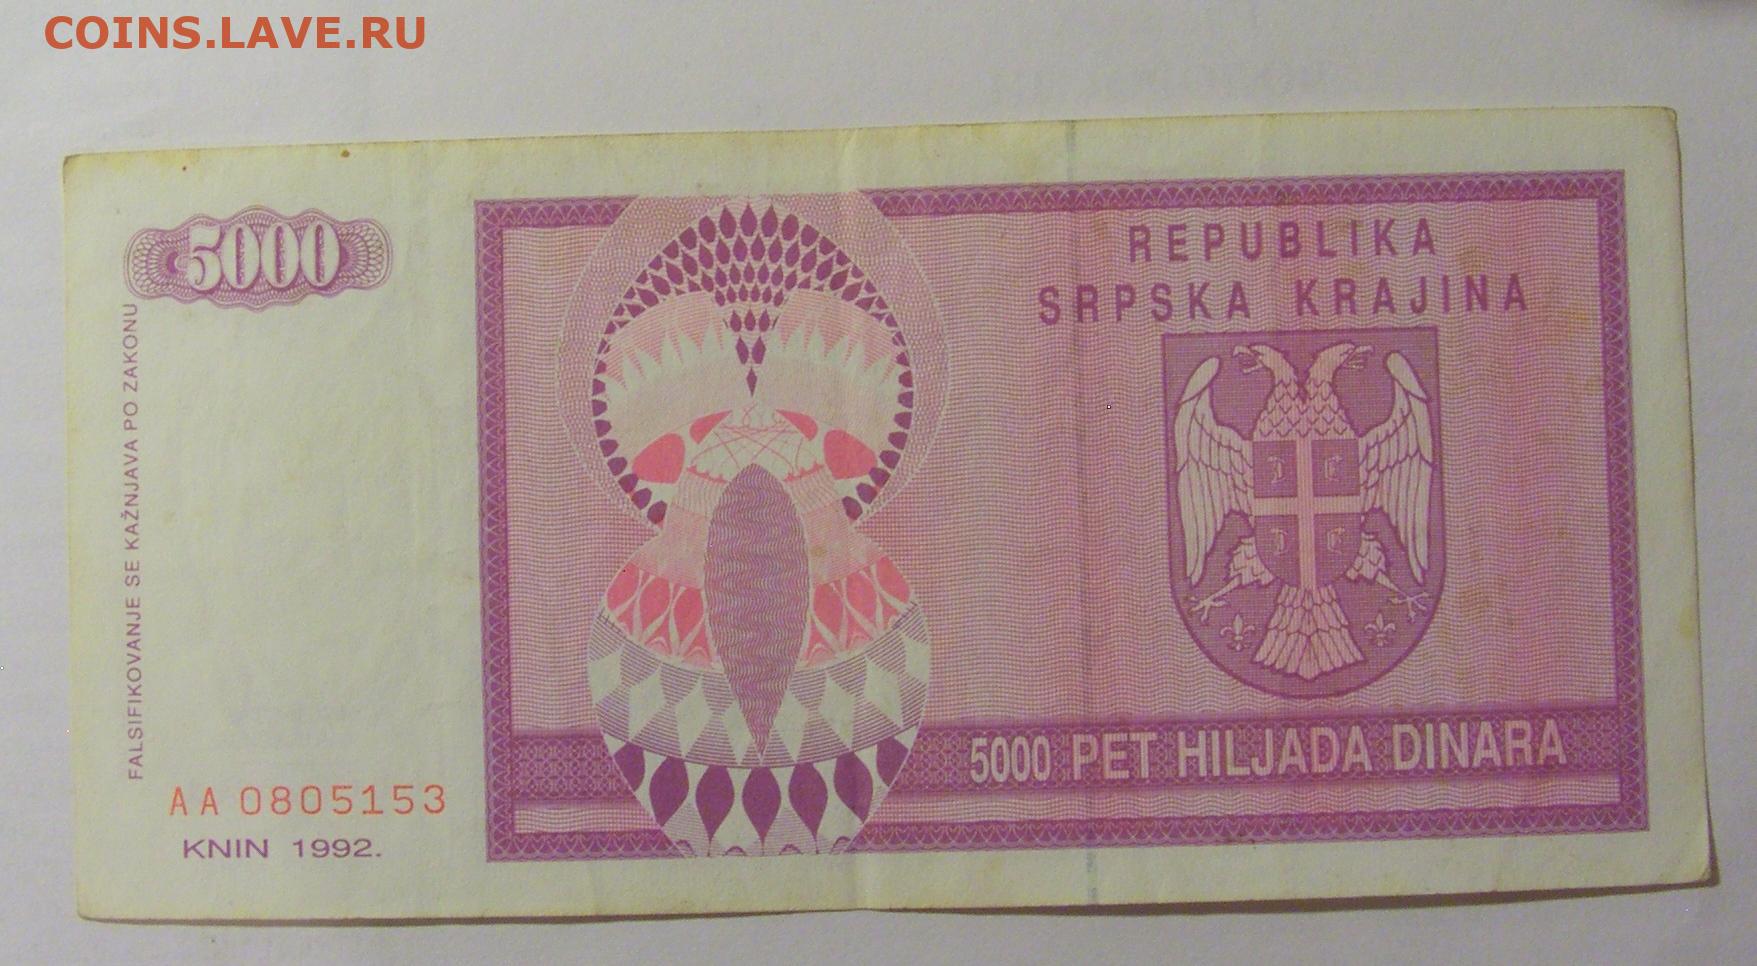 COINS.LAVE.RU
5000
FALSIFIKOVANJE SE KAŽNJAVA PO ZAKONU
REPUBLIKA
SRPSKA KRAJINA
5000 PET HILJADA DINARA
AA 0805153
KNIN 1992.